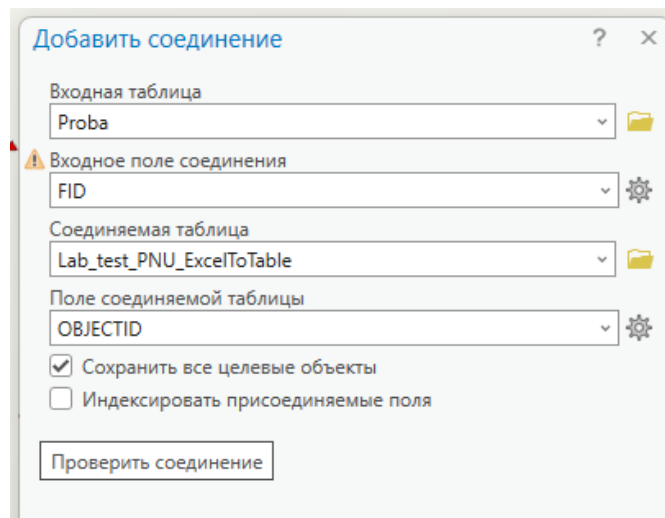 Добавить соединение ? ×
Входная таблица
Proba
Входное поле соединения
FID
Соединяемая таблица
Lab_test_PNU_ExcelToTable
Поле соединяемой таблицы
OBJECTID
Сохранить все целевые объекты
Индексировать присоединяемые поля
Проверить соединение